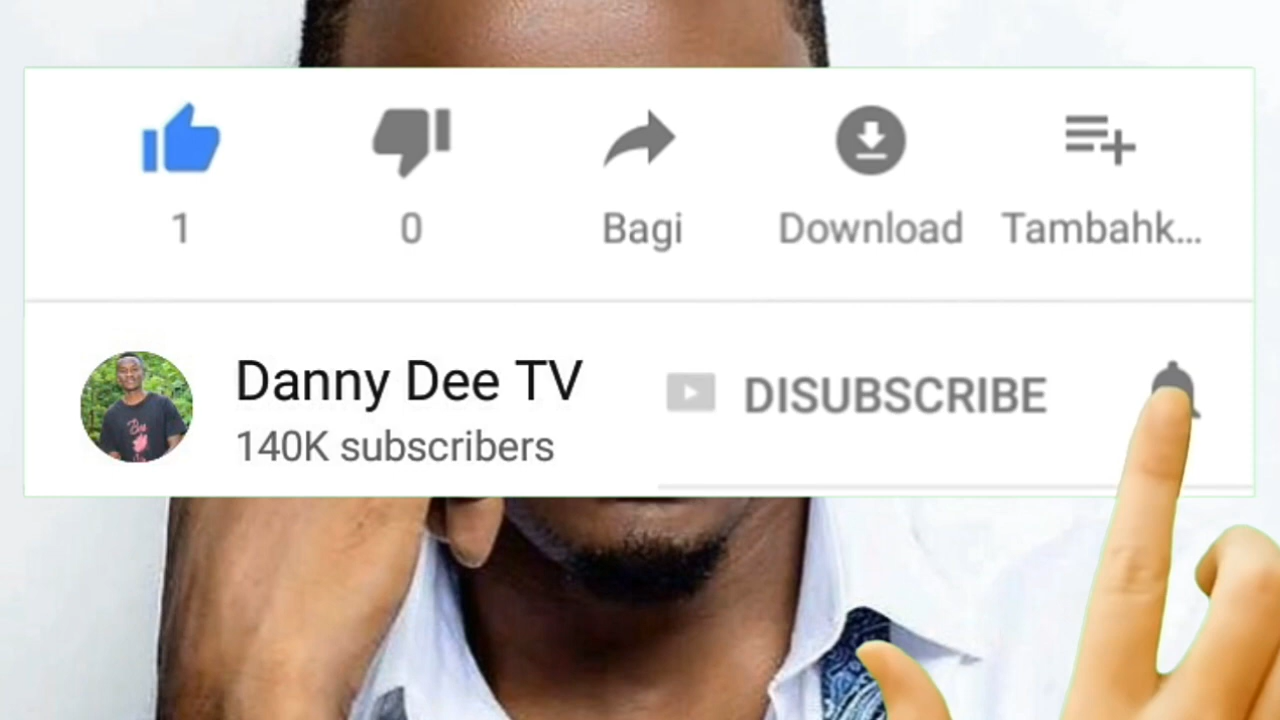 1
0
Bagi
Download
Tambahk...
Danny Dee TV
DISUBSCRIBE
140K subscribers